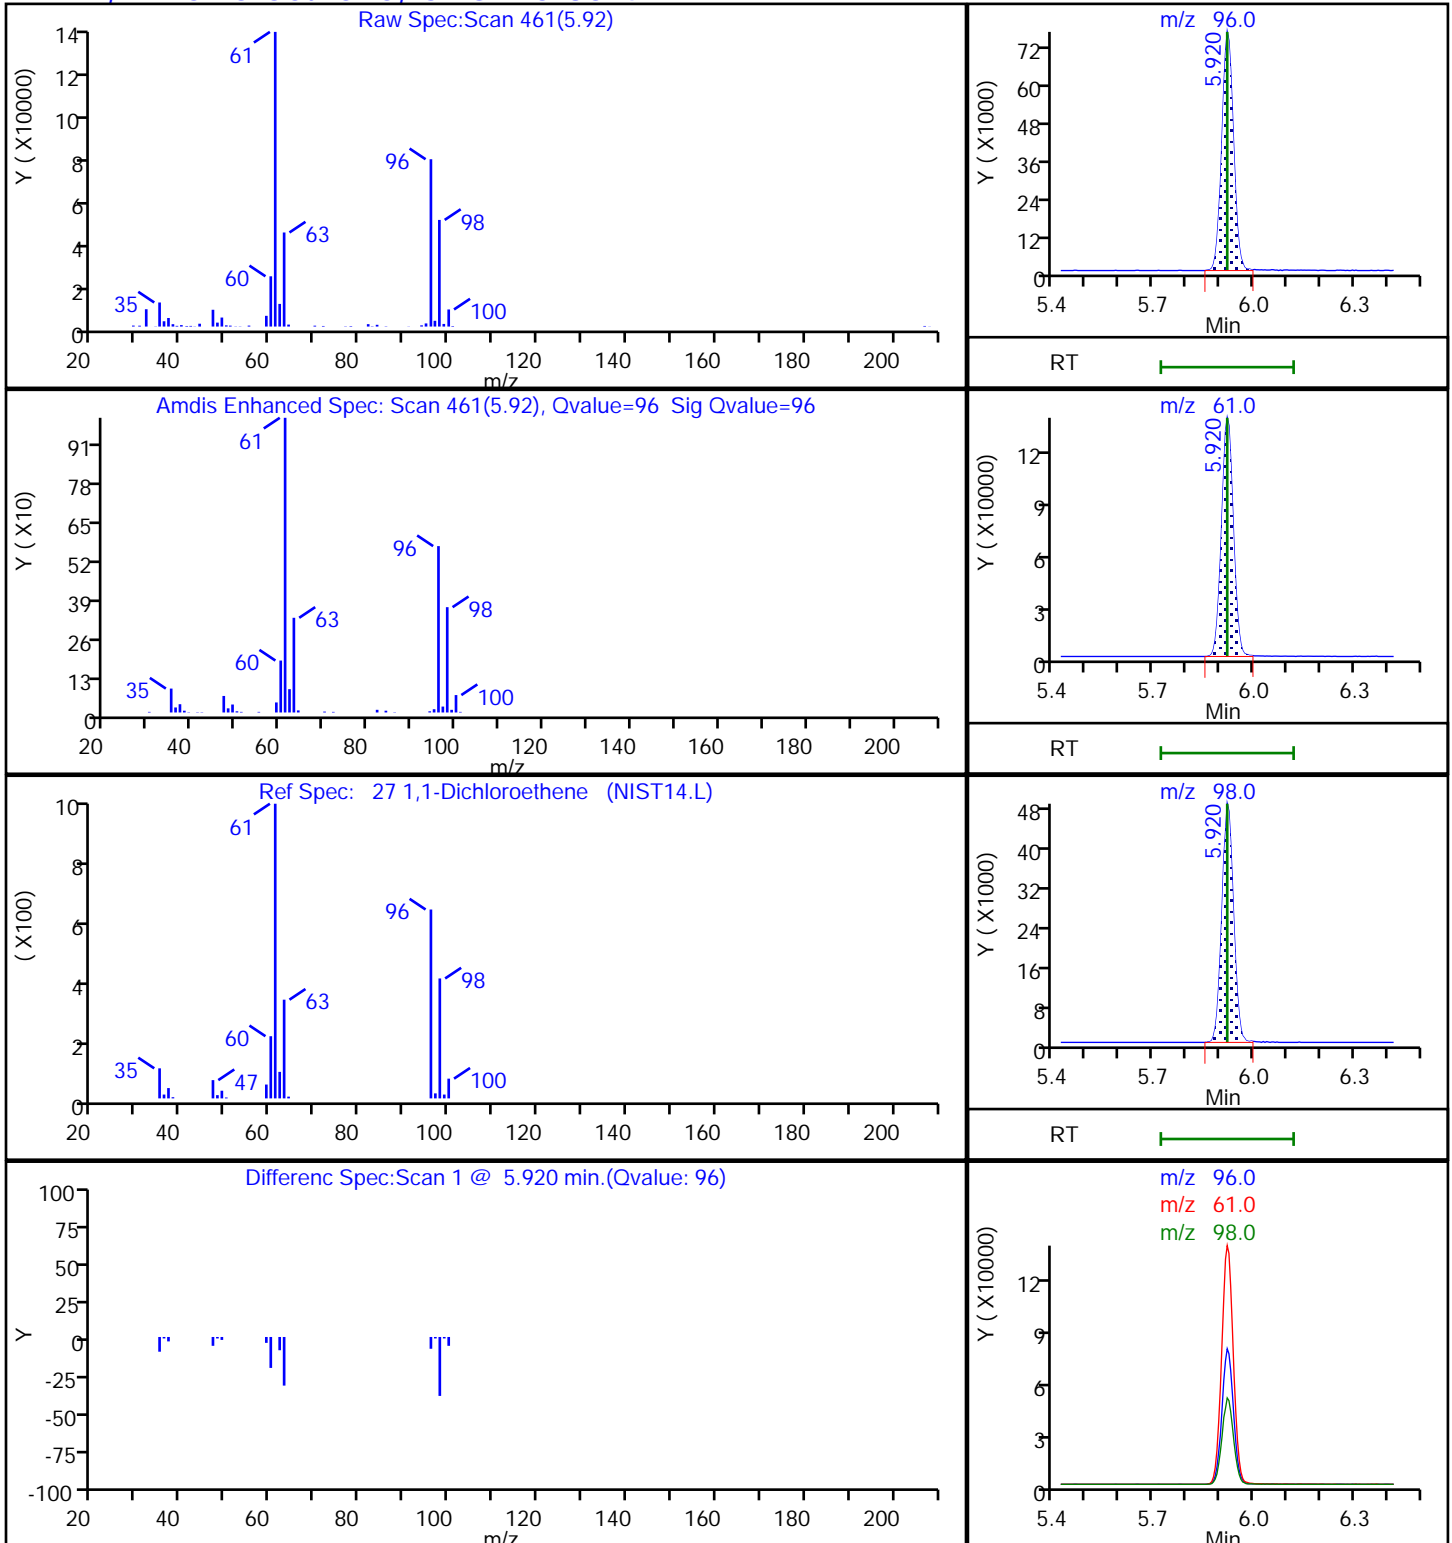 Raw Spec:Scan 461(5.92)
Y ( X10000)
14
12
10
8
6
4
2
0
61
96
98
63
60
35
100
20 40 60 80 100 120 140 160 180 200
m/z
m/z 96.0
Y ( X1000)
72
60
48
36
24
12
0
5.920
5.4 5.7 6.0 6.3
Min
RT
Amdis Enhanced Spec: Scan 461(5.92), Qvalue=96 Sig Qvalue=96
Y ( X10)
91
78
65
52
39
26
13
0
61
96
98
63
60
35
100
20 40 60 80 100 120 140 160 180 200
m/z
m/z 61.0
Y ( X10000)
12
9
6
3
0
5.920
5.4 5.7 6.0 6.3
Min
RT
Ref Spec: 27 1,1-Dichloroethene (NIST14.L)
( X100)
10
8
6
4
2
0
61
96
98
63
60
35
47
100
20 40 60 80 100 120 140 160 180 200
m/z 98.0
Y ( X1000)
48
40
32
24
16
8
0
5.920
5.4 5.7 6.0 6.3
Min
RT
Differenc Spec:Scan 1 @ 5.920 min.(Qvalue: 96)
Y
100
75
50
25
0
-25
-50
-75
-100
20 40 60 80 100 120 140 160 180 200
m/z
m/z 96.0
m/z 61.0
m/z 98.0
Y ( X10000)
12
9
6
3
0
5.4 5.7 6.0 6.3
Min